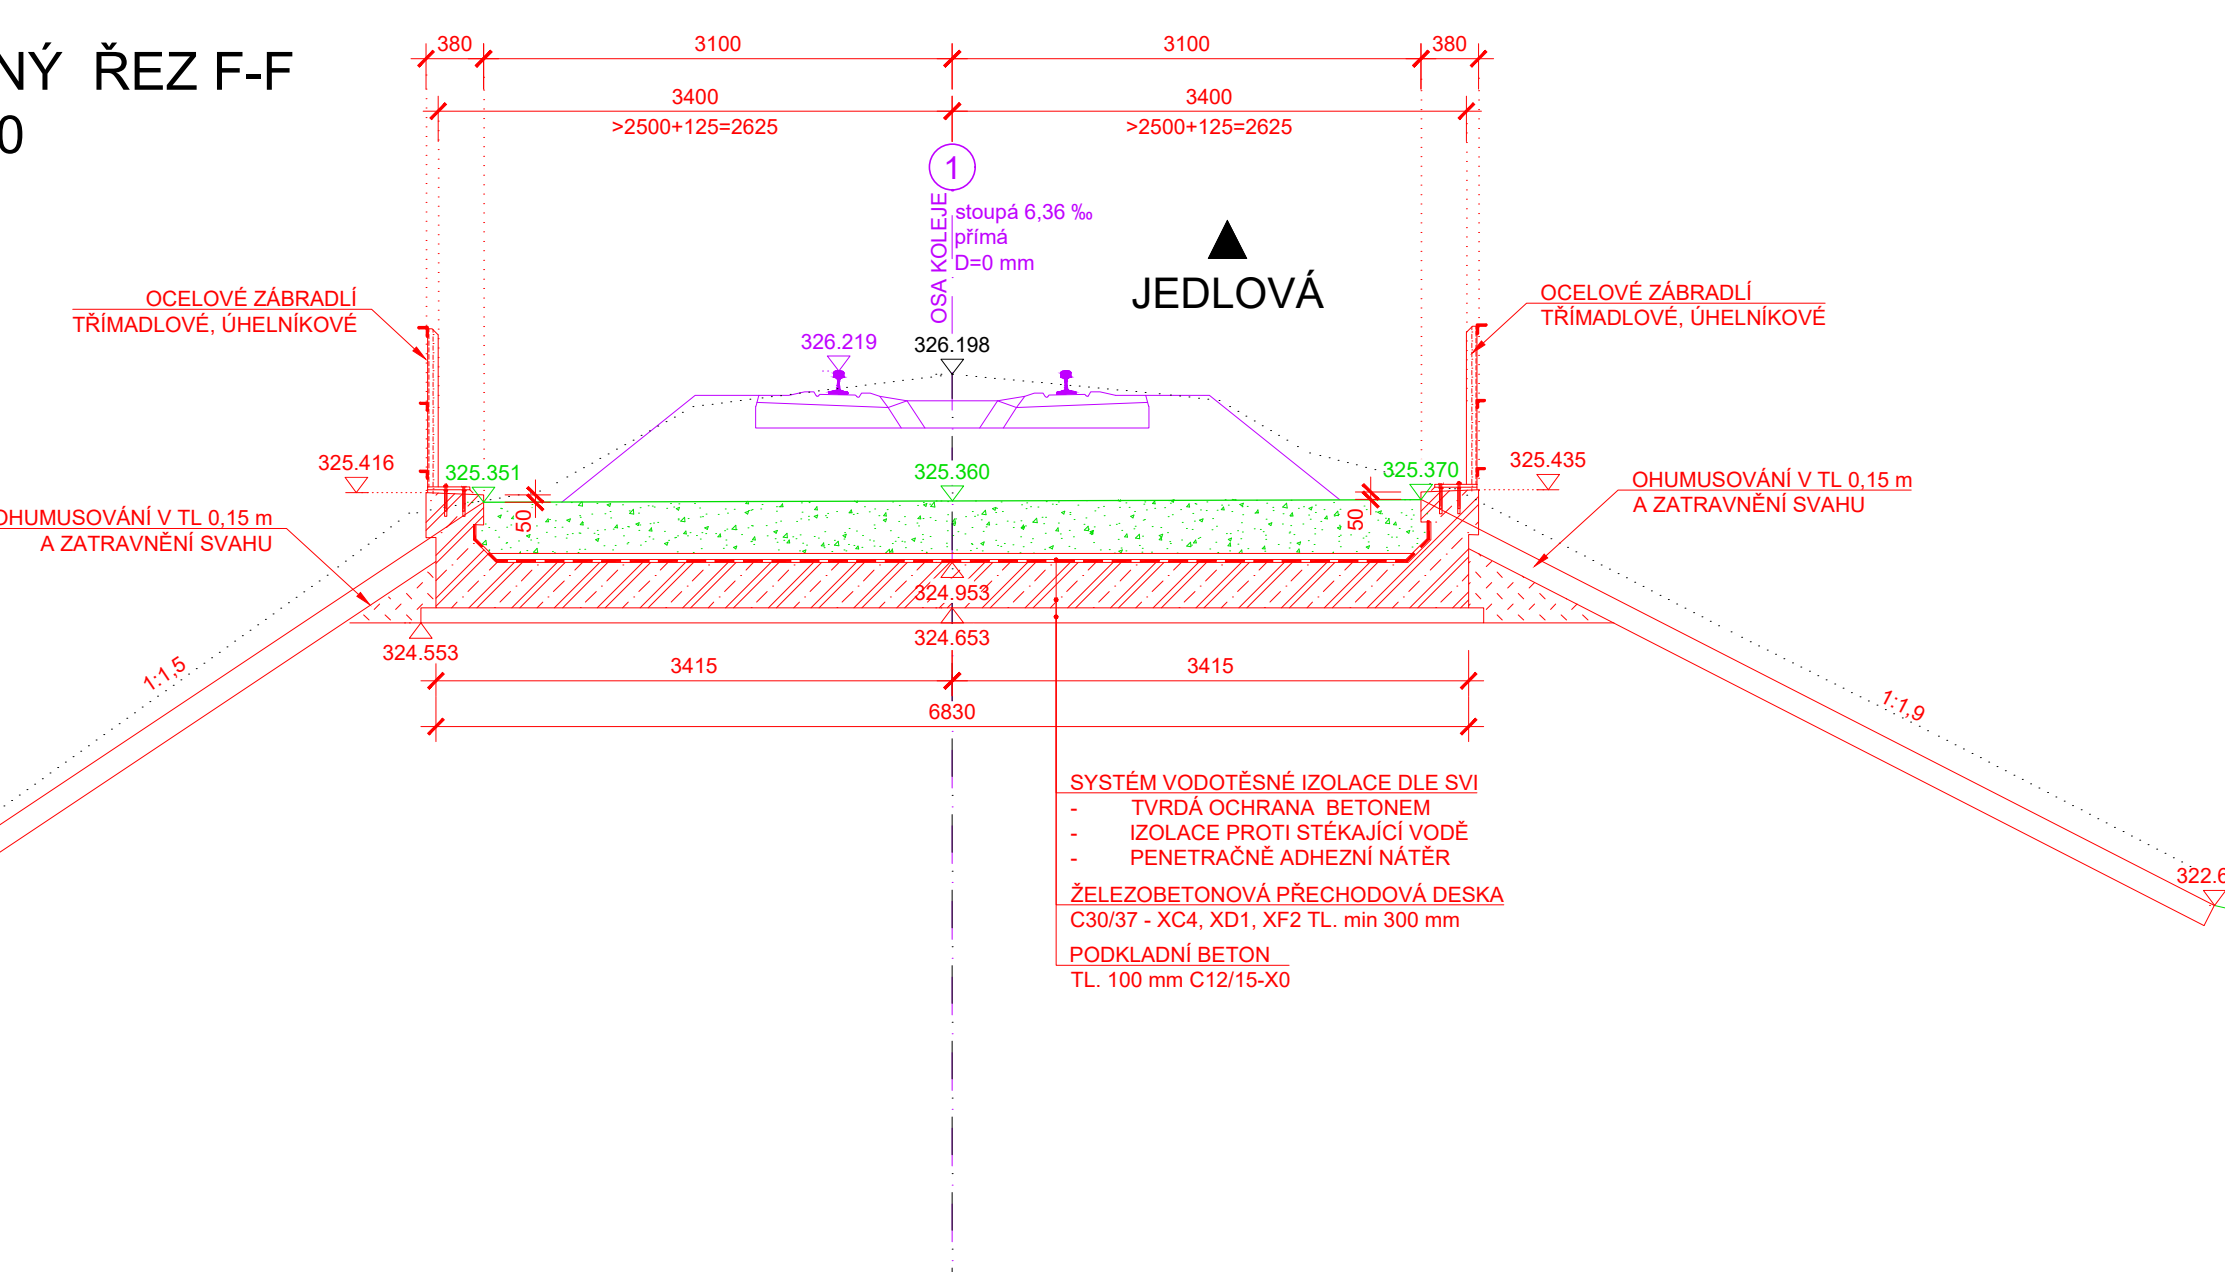 NÝ ŘEZ F-F
0
380
3100
3100
380
3400
3400
>2500+125=2625
>2500+125=2625
1
OSA KOLEJE
stoupá 6,36 ‰
přímá
D=0 mm
JEDLOVÁ
OCELOVÉ ZÁBRADLÍ
TŘÍMADLOVÉ, ÚHELNÍKOVÉ
OCELOVÉ ZÁBRADLÍ
TŘÍMADLOVÉ, ÚHELNÍKOVÉ
326.219
326.198
325.416
325.351
325.360
325.370
325.435
OHUMUSOVÁNÍ V TL 0,15 m
A ZATRAVNĚNÍ SVAHU
50
50
OHUMUSOVÁNÍ V TL 0,15 m
A ZATRAVNĚNÍ SVAHU
324.953
324.553
324.653
1:1,5
3415
3415
6830
1:1,9
SYSTÉM VODOTĚSNÉ IZOLACE DLE SVI
- TVRDÁ OCHRANA BETONEM
- IZOLACE PROTI STÉKAJÍCÍ VODĚ
- PENETRAČNĚ ADHEZNÍ NÁTĚR
322.6
ŽELEZOBETONOVÁ PŘECHODOVÁ DESKA
C30/37 - XC4, XD1, XF2 TL. min 300 mm
PODKLADNÍ BETON
TL. 100 mm C12/15-X0